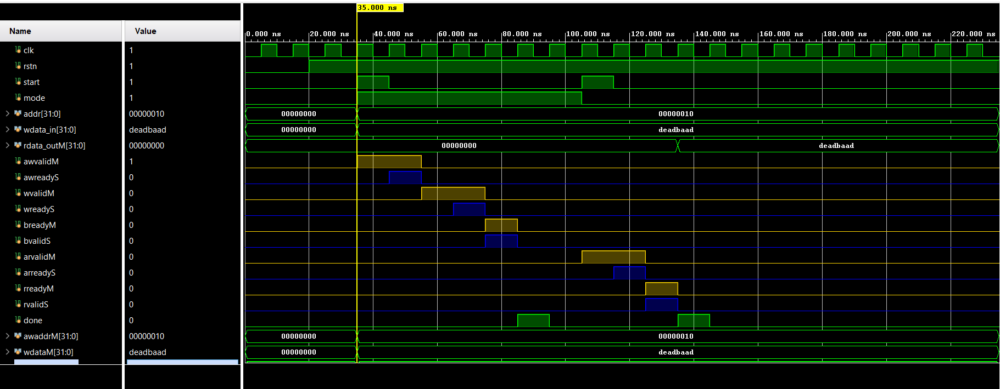 35.000 ns
Name Value
0.000 ns 20.000 ns 40.000 ns 60.000 ns 80.000 ns 100.000 ns 120.000 ns 140.000 ns 160.000 ns 180.000 ns 200.000 ns 220.000 ns
clk 1
rstn 1
start 1
mode 1
addr[31:0] 00000010 00000000 00000010
wdata_in[31:0] deadbaad 00000000 deadbaad
rdata_outM[31:0] 00000000 00000000 deadbaad
awvalidM 1
awreadyS 0
wvalidM 0
wreadyS 0
breadyM 0
bvalidS 0
arvalidM 0
arreadyS 0
rreadyM 0
rvalidS 0
done 0
awaddrM[31:0] 00000010 00000000 00000010
wdataM[31:0] deadbaad 00000000 deadbaad